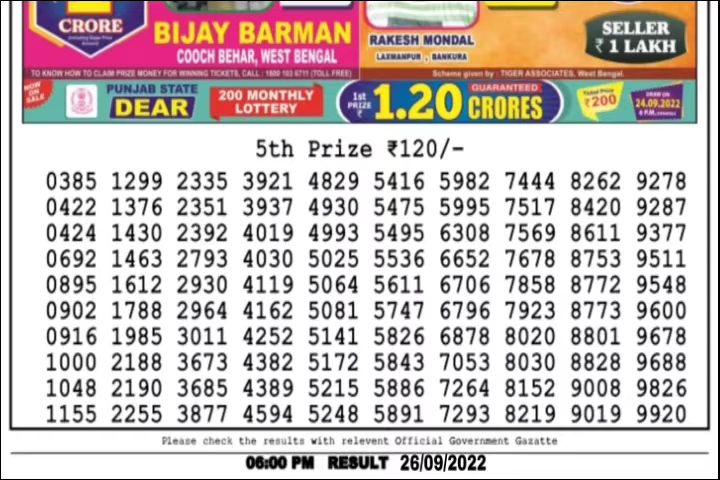 CRORE
BIJAY BARMAN
COOCH BEHAR, WEST BENGAL
RAKESH MONDAL
LAXMANPUR, BANKURA
SELLER
₹ 1 LAKH
TO KNOW HOW TO CLAIM PRIZE MONEY FOR WINNING TICKETS, CALL : 1800 103 6711 (TOLL FREE)
Scheme given by : TIGER ASSOCIATES, West Bengal
NOW ON SALE
PUNJAB STATE
DEAR
200 MONTHLY
LOTTERY
1st PRIZE ₹
1.20 CRORES
GUARANTEED
Ticket Price
₹200
DRAW ON
24.09.2022
6 P.M.
5th Prize ₹120/-
0385 1299 2335 3921 4829 5416 5982 7444 8262 9278
0422 1376 2351 3937 4930 5475 5995 7517 8420 9287
0424 1430 2392 4019 4993 5495 6308 7569 8611 9377
0692 1463 2793 4030 5025 5536 6652 7678 8753 9511
0895 1612 2930 4119 5064 5611 6706 7858 8772 9548
0902 1788 2964 4162 5081 5747 6796 7923 8773 9600
0916 1985 3011 4252 5141 5826 6878 8020 8801 9678
1000 2188 3673 4382 5172 5843 7053 8030 8828 9688
1048 2190 3685 4389 5215 5886 7264 8152 9008 9826
1155 2255 3877 4594 5248 5891 7293 8219 9019 9920
Please check the results with relevent Official Government Gazatte
06:00 PM RESULT 26/09/2022